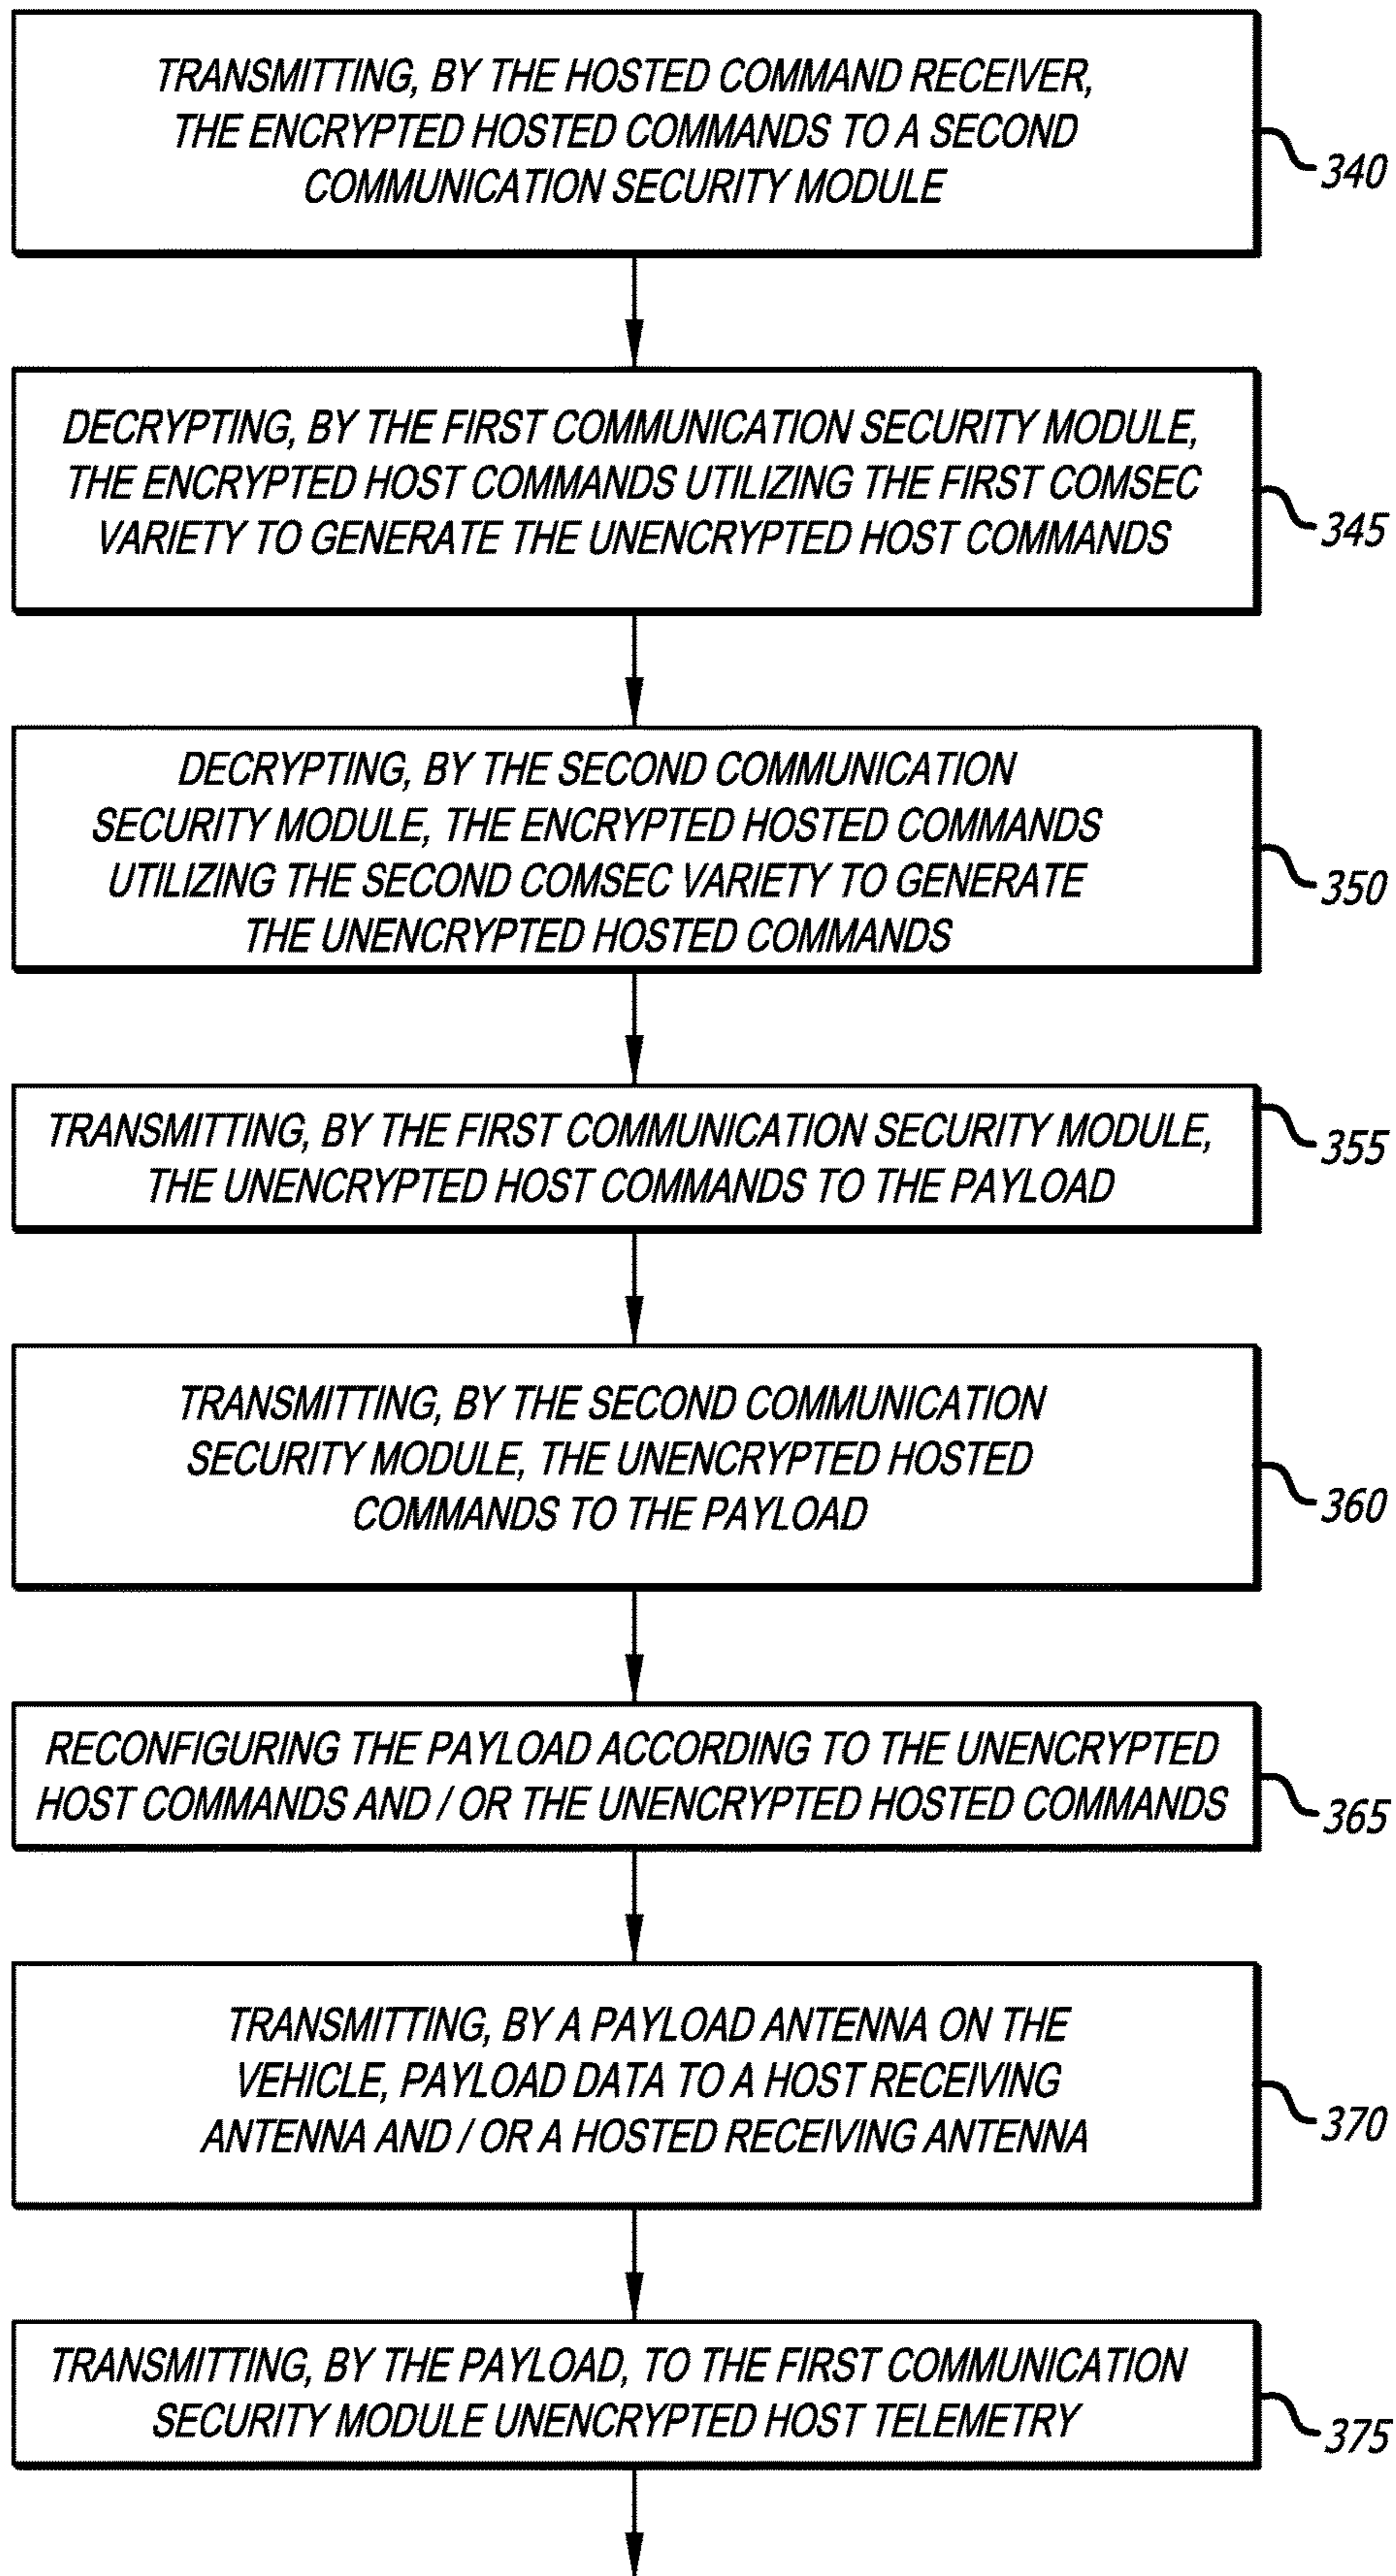 TRANSMITTING, BY THE HOSTED COMMAND RECEIVER,
THE ENCRYPTED HOSTED COMMANDS TO A SECOND
COMMUNICATION SECURITY MODULE
340
DECRYPTING, BY THE FIRST COMMUNICATION SECURITY MODULE,
THE ENCRYPTED HOST COMMANDS UTILIZING THE FIRST COMSEC
VARIETY TO GENERATE THE UNENCRYPTED HOST COMMANDS
345
DECRYPTING, BY THE SECOND COMMUNICATION
SECURITY MODULE, THE ENCRYPTED HOSTED COMMANDS
UTILIZING THE SECOND COMSEC VARIETY TO GENERATE
THE UNENCRYPTED HOSTED COMMANDS
350
TRANSMITTING, BY THE FIRST COMMUNICATION SECURITY MODULE,
THE UNENCRYPTED HOST COMMANDS TO THE PAYLOAD
355
TRANSMITTING, BY THE SECOND COMMUNICATION
SECURITY MODULE, THE UNENCRYPTED HOSTED
COMMANDS TO THE PAYLOAD
360
RECONFIGURING THE PAYLOAD ACCORDING TO THE UNENCRYPTED
HOST COMMANDS AND / OR THE UNENCRYPTED HOSTED COMMANDS
365
TRANSMITTING, BY A PAYLOAD ANTENNA ON THE
VEHICLE, PAYLOAD DATA TO A HOST RECEIVING
ANTENNA AND / OR A HOSTED RECEIVING ANTENNA
370
TRANSMITTING, BY THE PAYLOAD, TO THE FIRST COMMUNICATION
SECURITY MODULE UNENCRYPTED HOST TELEMETRY
375